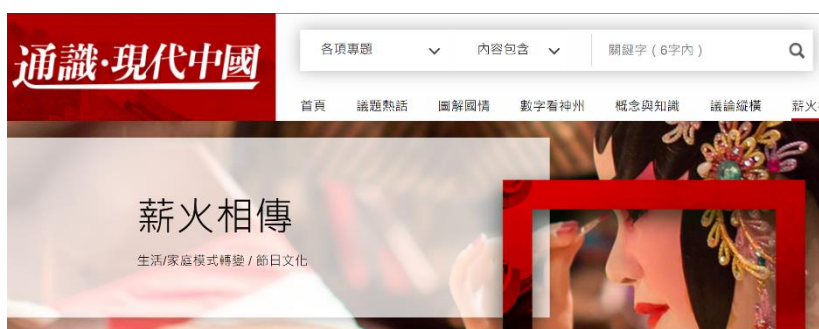 通識·現代中國
各項專題 內容包含 關鍵字 ( 6字內 )
首頁 議題熱話 圖解國情 數字看神州 概念與知識 議論縱橫 薪火
薪火相傳
生活/家庭模式轉變 / 節日文化